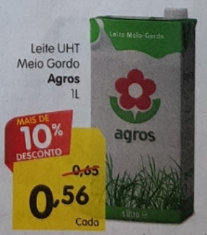 Leite UHT
Meio Gordo
Agros
1L
MAIS DE
10%
DESCONTO
0,65
0,56
Cada
Leite Meio-Gordo
agros